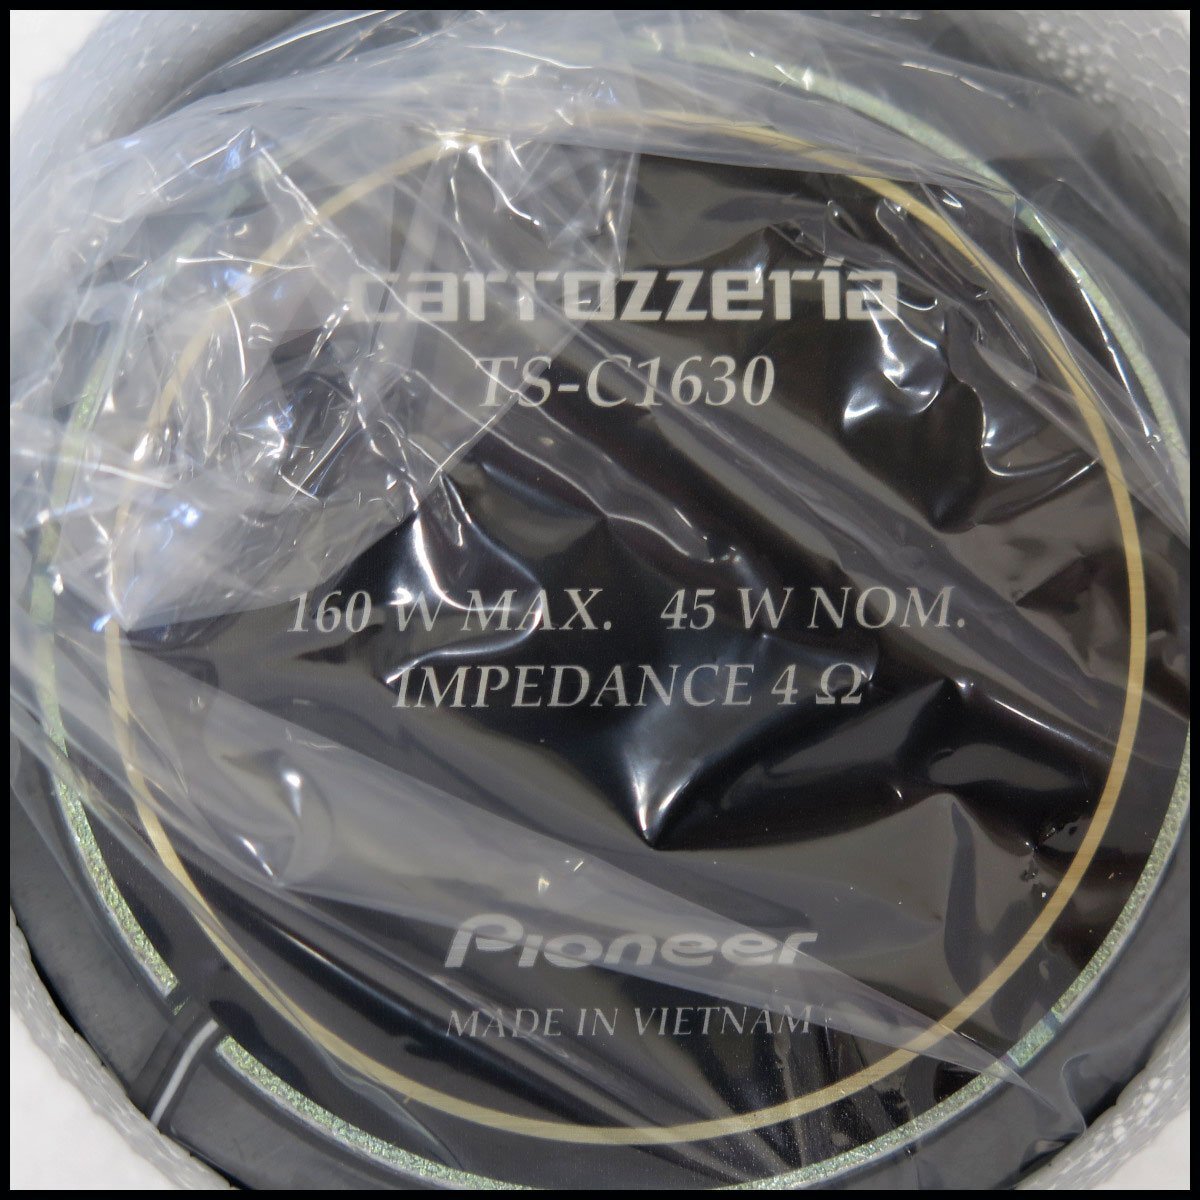 carrozzeria
TS-C1630
160 W MAX. 45 W NOM.
IMPEDANCE 4 Ω
Pioneer
MADE IN VIETNAM